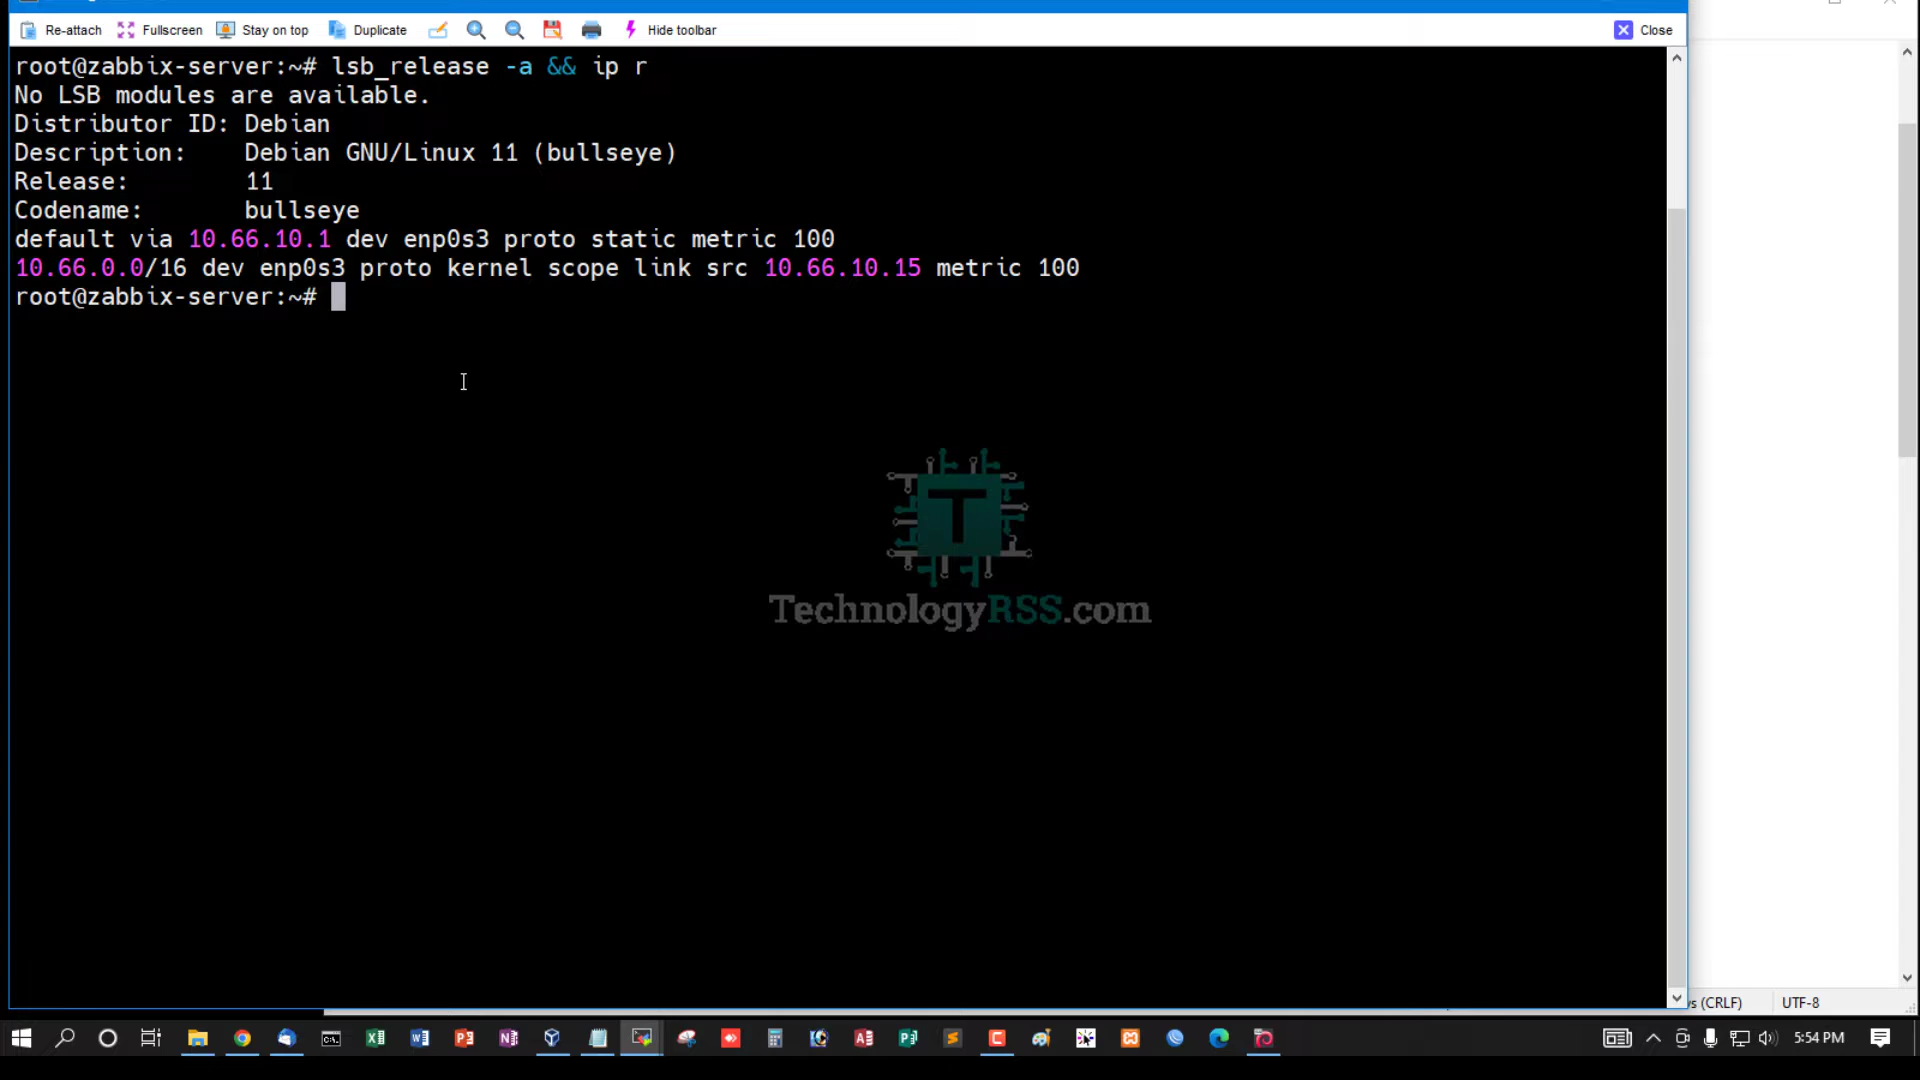 Re-attach Fullscreen Stay on top Duplicate Hide toolbar Close
root@zabbix-server:~# lsb_release -a && ip r
No LSB modules are available.
Distributor ID: Debian
Description:    Debian GNU/Linux 11 (bullseye)
Release:        11
Codename:       bullseye
default via 10.66.10.1 dev enp0s3 proto static metric 100
10.66.0.0/16 dev enp0s3 proto kernel scope link src 10.66.10.15 metric 100
root@zabbix-server:~#
T
TechnologyRSS.com
(CRLF) UTF-8
5:54 PM